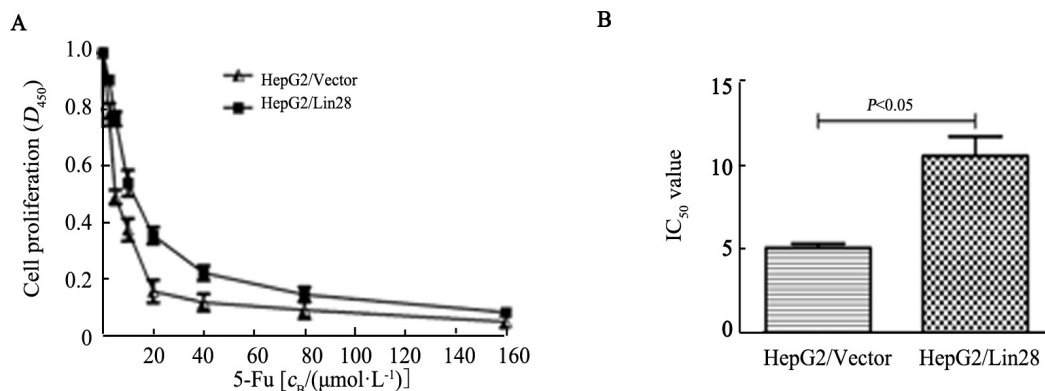 A
1.0
0.8
0.6
0.4
0.2
0
Cell proliferation (D₄₅₀)
HepG2/Vector
HepG2/Lin28
20 40 60 80 100 120 140 160
5-Fu [c_B/(μmol·L⁻¹)]
B
15
10
5
0
IC₅₀ value
P<0.05
HepG2/Vector HepG2/Lin28